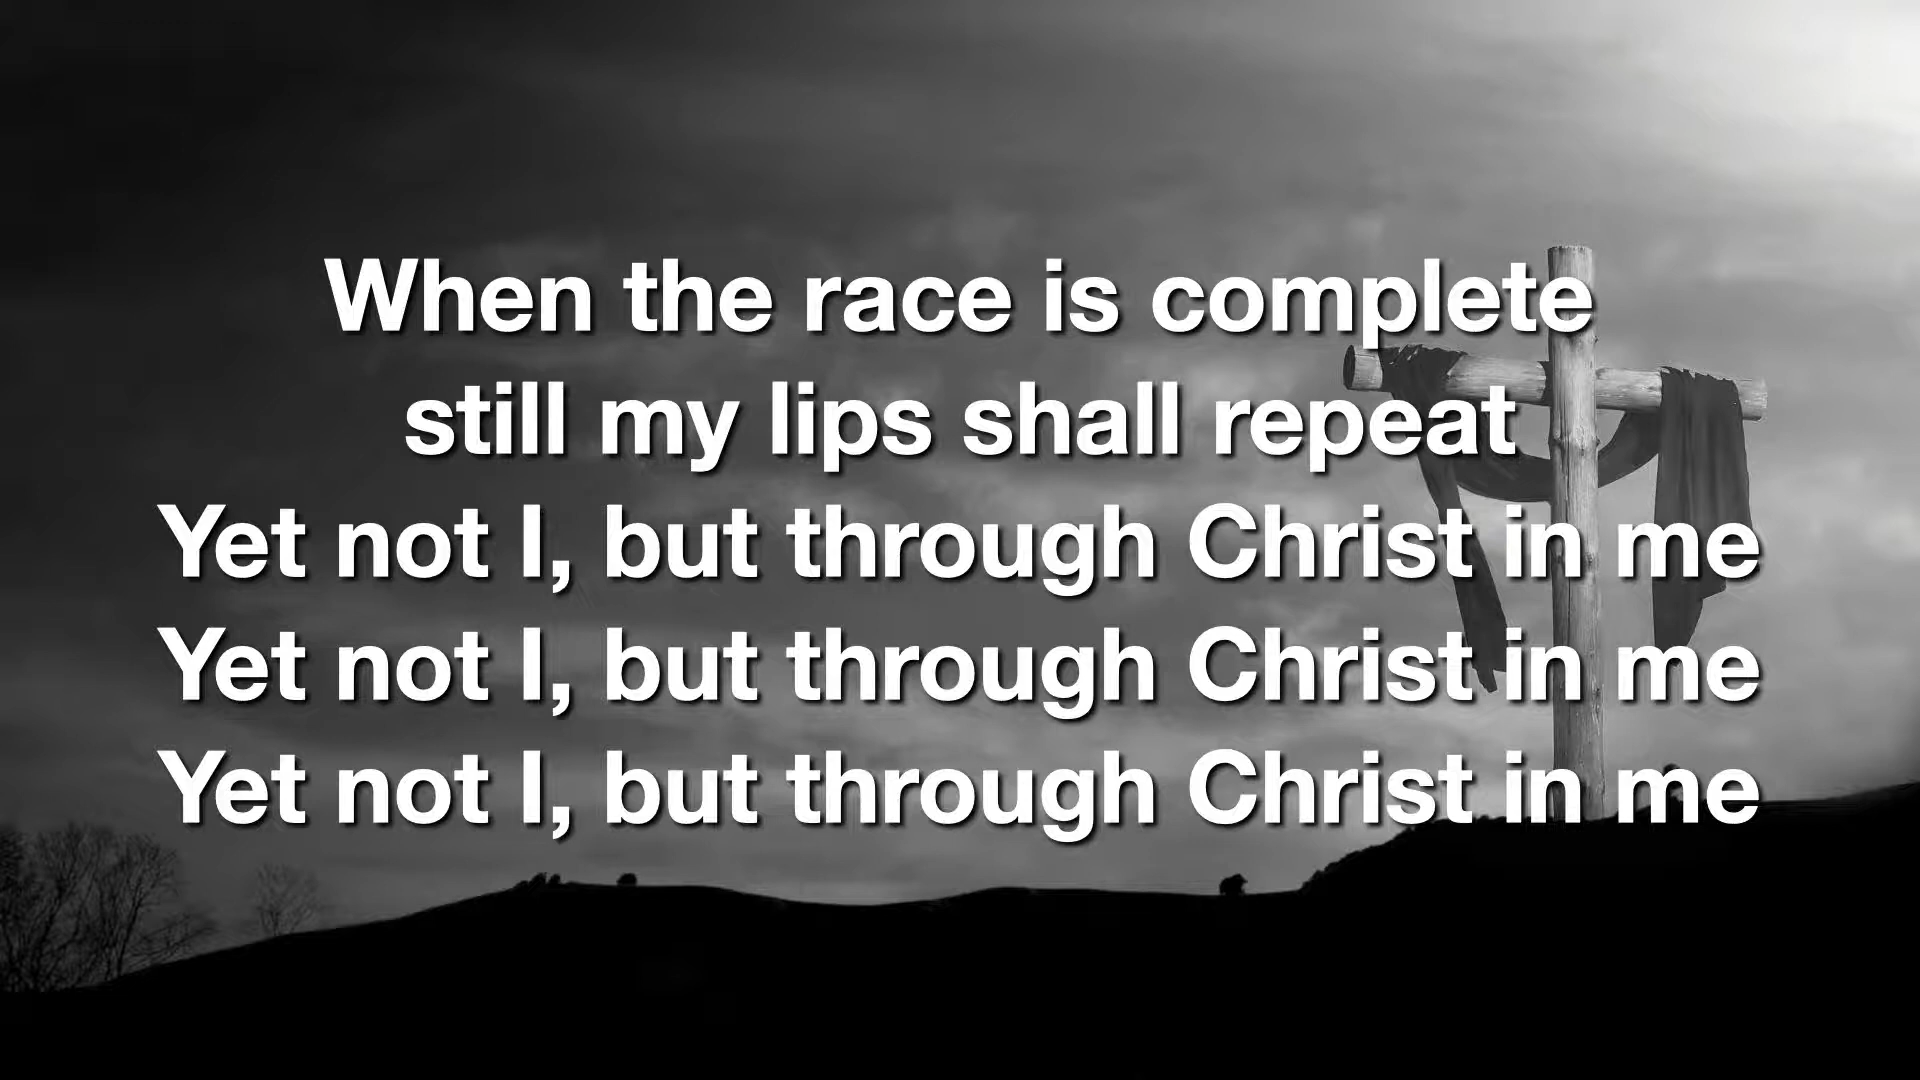 When the race is complete
still my lips shall repeat
Yet not I, but through Christ in me
Yet not I, but through Christ in me
Yet not I, but through Christ in me